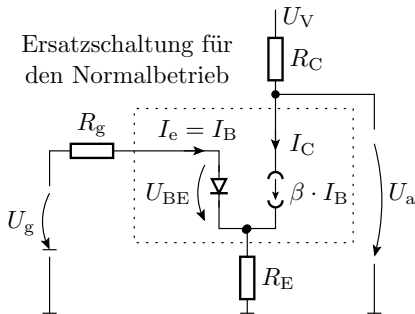 U_V
Ersatzschaltung für
den Normalbetrieb
R_C
R_g
I_e = I_B
I_C
U_BE
β · I_B
U_a
U_g
R_E